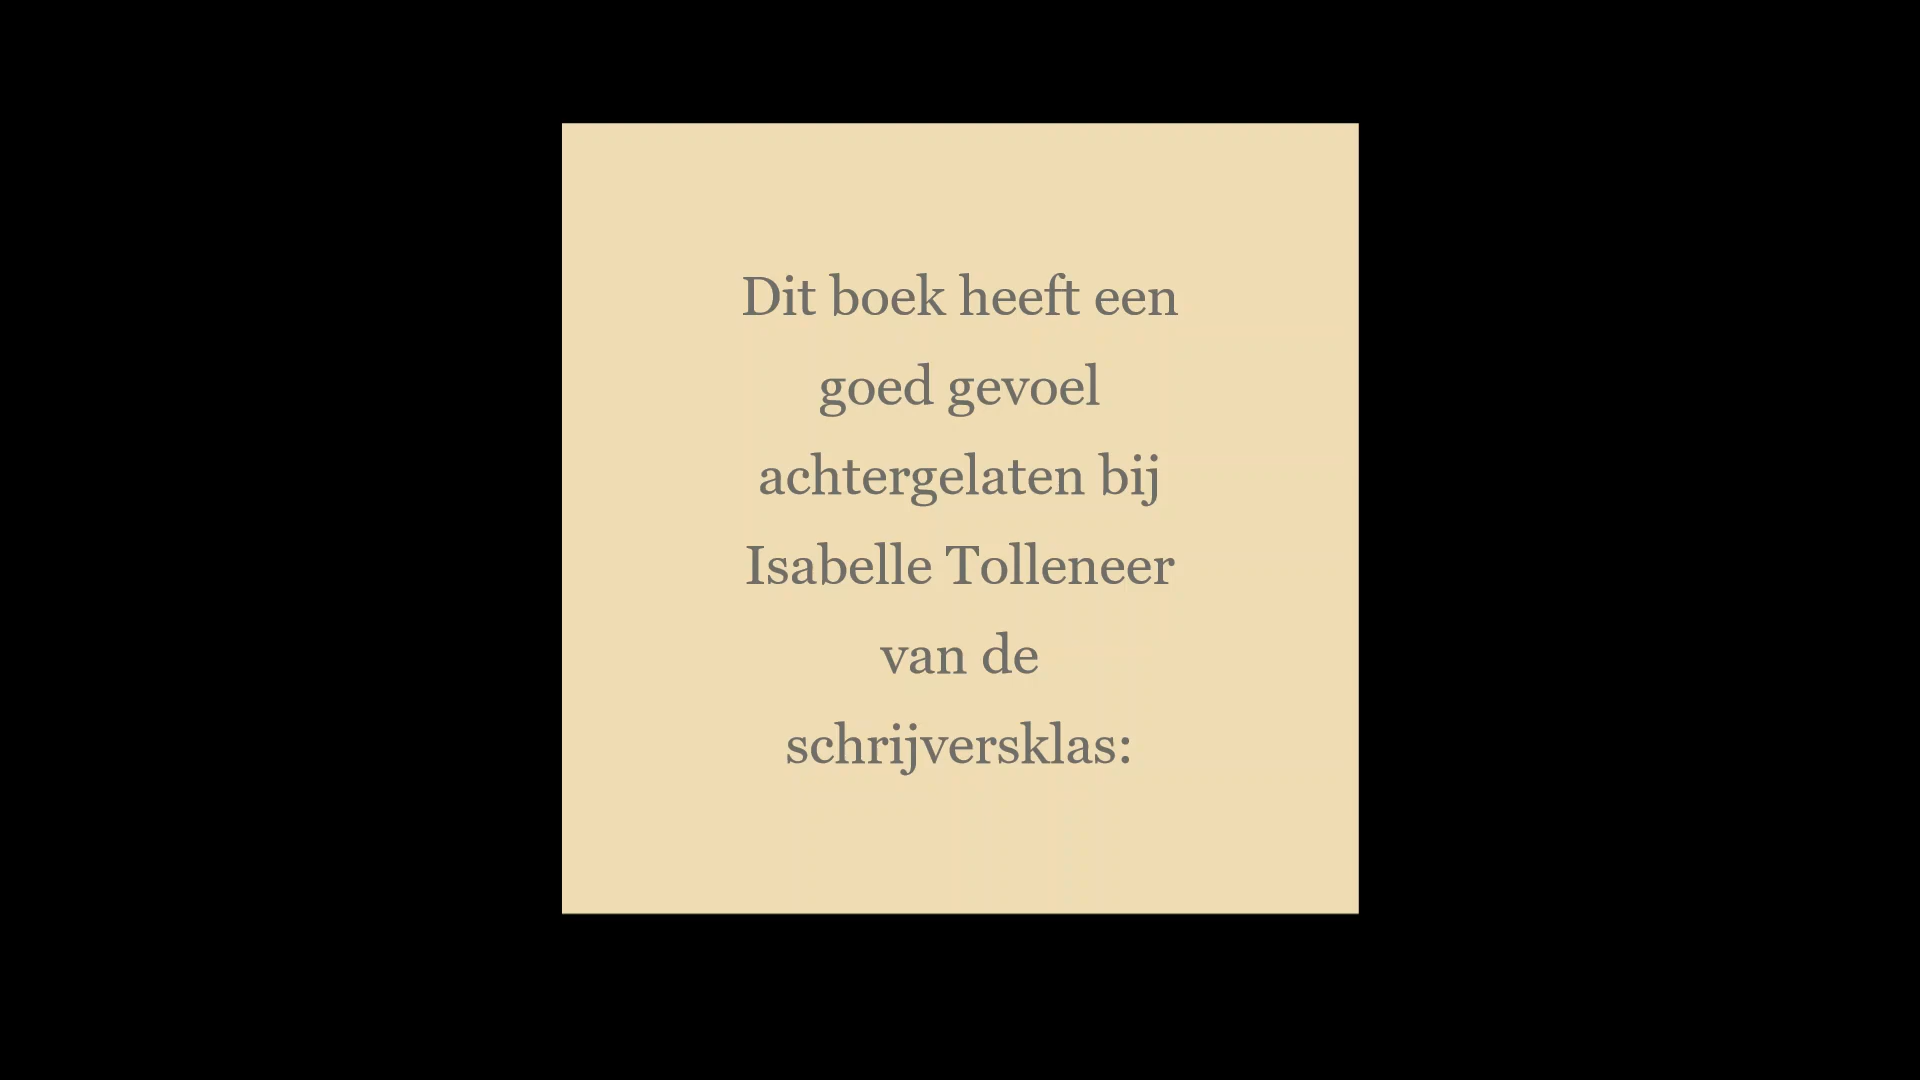 Dit boek heeft een
goed gevoel
achtergelaten bij
Isabelle Tolleneer
van de
schrijversklas: